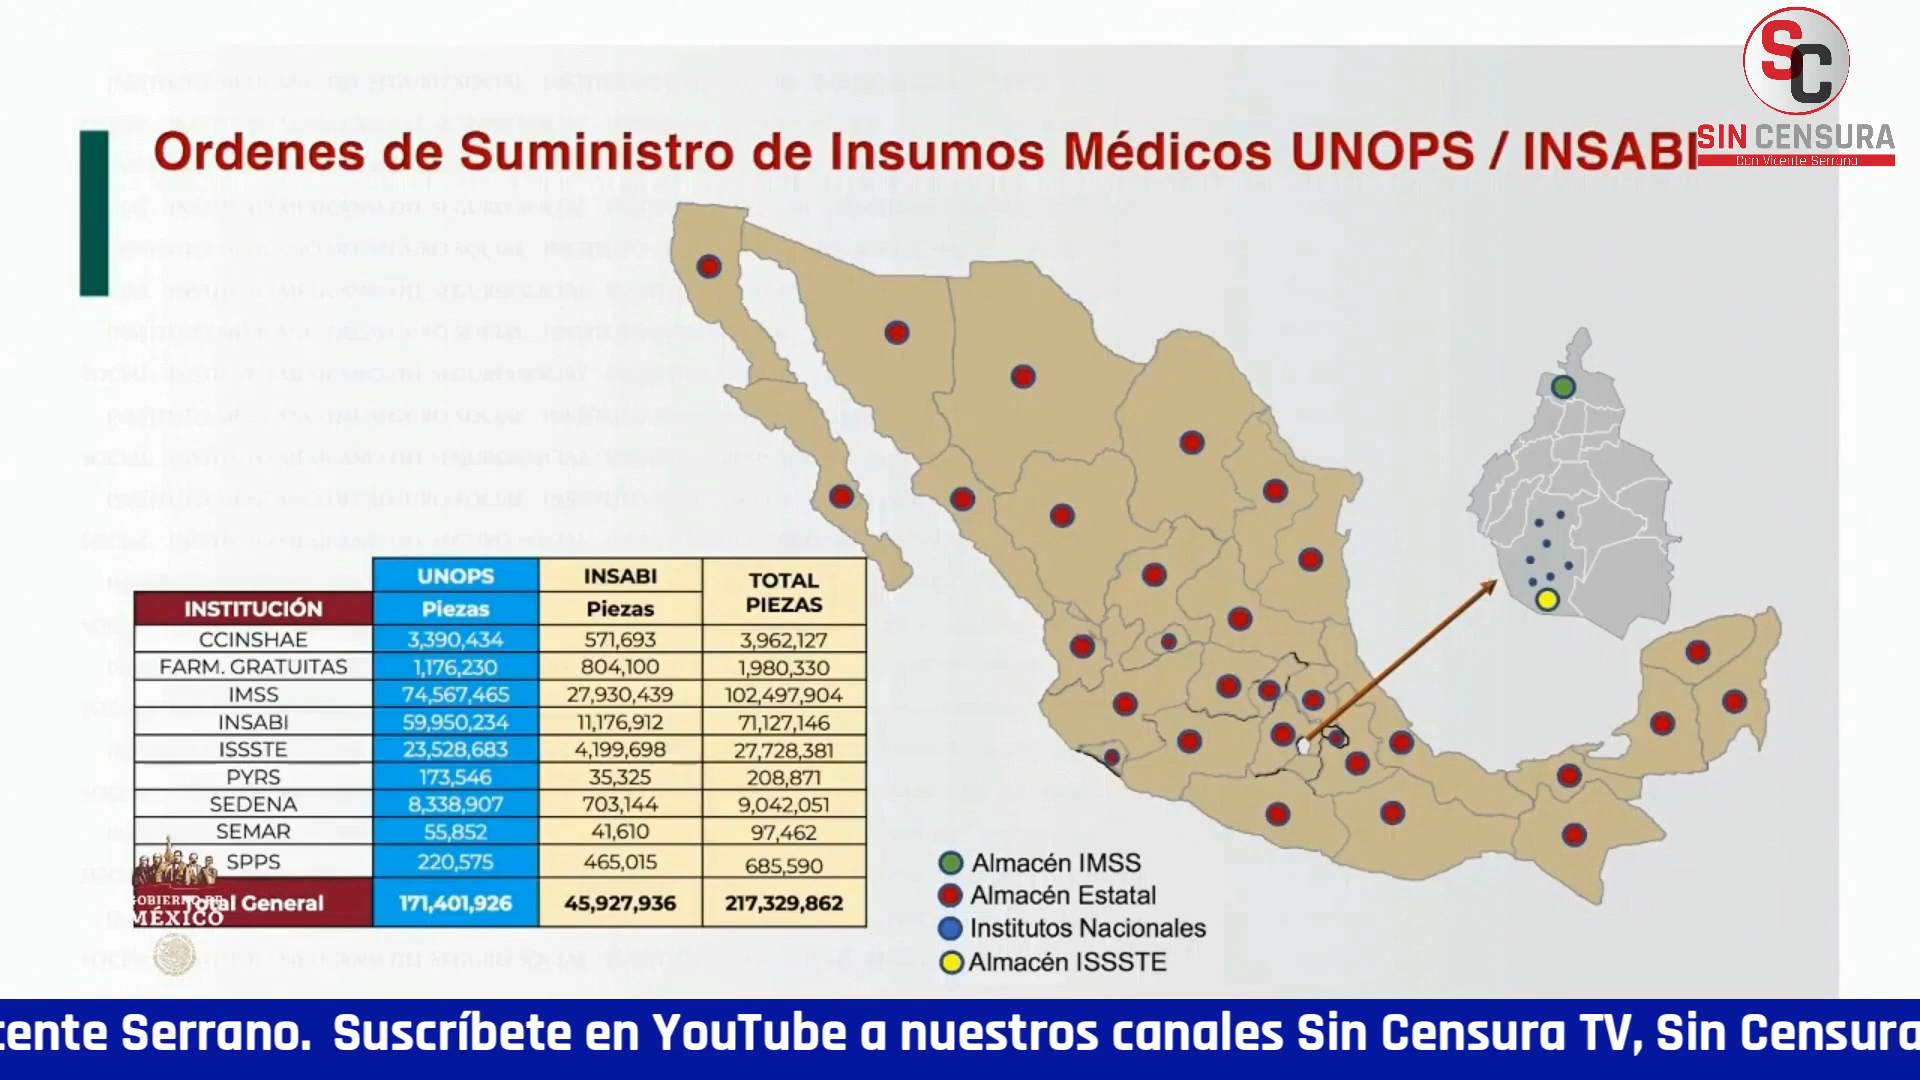 SC
SIN CENSURA
Con Vicente Serrano
Ordenes de Suministro de Insumos Médicos UNOPS / INSABI
UNOPS INSABI TOTAL PIEZAS
INSTITUCIÓN Piezas Piezas
CCINSHAE 3,390,434 571,693 3,962,127
FARM. GRATUITAS 1,176,230 804,100 1,980,330
IMSS 74,567,465 27,930,439 102,497,904
INSABI 59,950,234 11,176,912 71,127,146
ISSSTE 23,528,683 4,199,698 27,728,381
PYRS 173,546 35,325 208,871
SEDENA 8,338,907 703,144 9,042,051
SEMAR 55,852 41,610 97,462
SPPS 220,575 465,015 685,590
Total General 171,401,926 45,927,936 217,329,862
GOBIERNO DE
MÉXICO
Almacén IMSS
Almacén Estatal
Institutos Nacionales
Almacén ISSSTE
cente Serrano. Suscríbete en YouTube a nuestros canales Sin Censura TV, Sin Censura